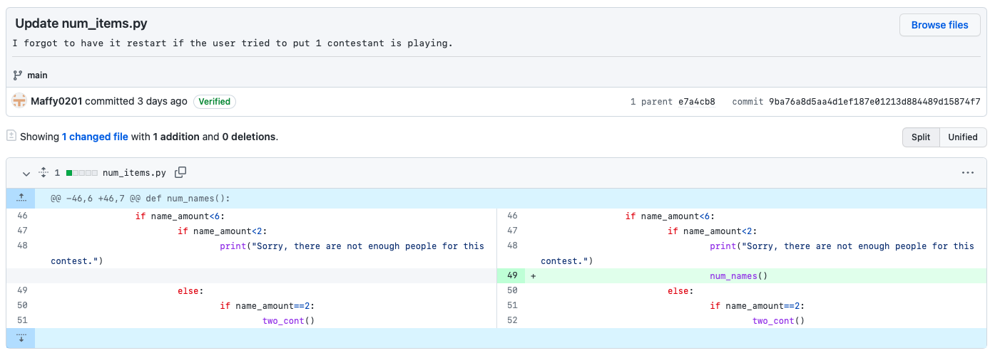 Update num_items.py
Browse files
I forgot to have it restart if the user tried to put 1 contestant is playing.
main
Maffy0201 committed 3 days ago Verified
1 parent e7a4cb8 commit 9ba76a8d5aa4d1ef187e01213d884489d15874f7
Showing 1 changed file with 1 addition and 0 deletions.
Split Unified
1 num_items.py
@@ -46,6 +46,7 @@ def num_names():
46 if name_amount<6:
47 if name_amount<2:
48 print("Sorry, there are not enough people for this
contest.")
49 else:
50 if name_amount==2:
51 two_cont()
46 if name_amount<6:
47 if name_amount<2:
48 print("Sorry, there are not enough people for this
contest.")
49 + num_names()
50 else:
51 if name_amount==2:
52 two_cont()